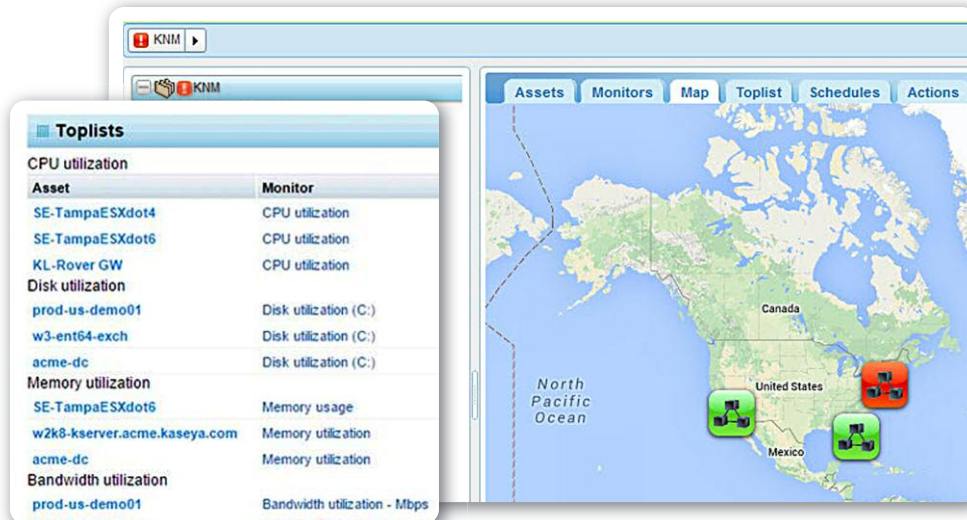 KNM
KNM
Assets Monitors Map Toplist Schedules Actions
Toplists
CPU utilization
Asset Monitor
SE-TampaESXdot4 CPU utilization
SE-TampaESXdot6 CPU utilization
KL-Rover GW CPU utilization
Disk utilization
prod-us-demo01 Disk utilization (C:)
w3-ent64-exch Disk utilization (C:)
acme-dc Disk utilization (C:)
Memory utilization
SE-TampaESXdot6 Memory usage
w2k8-kserver.acme.kaseya.com Memory utilization
acme-dc Memory utilization
Bandwidth utilization
prod-us-demo01 Bandwidth utilization - Mbps
Canada
United States
Mexico
North
Pacific
Ocean